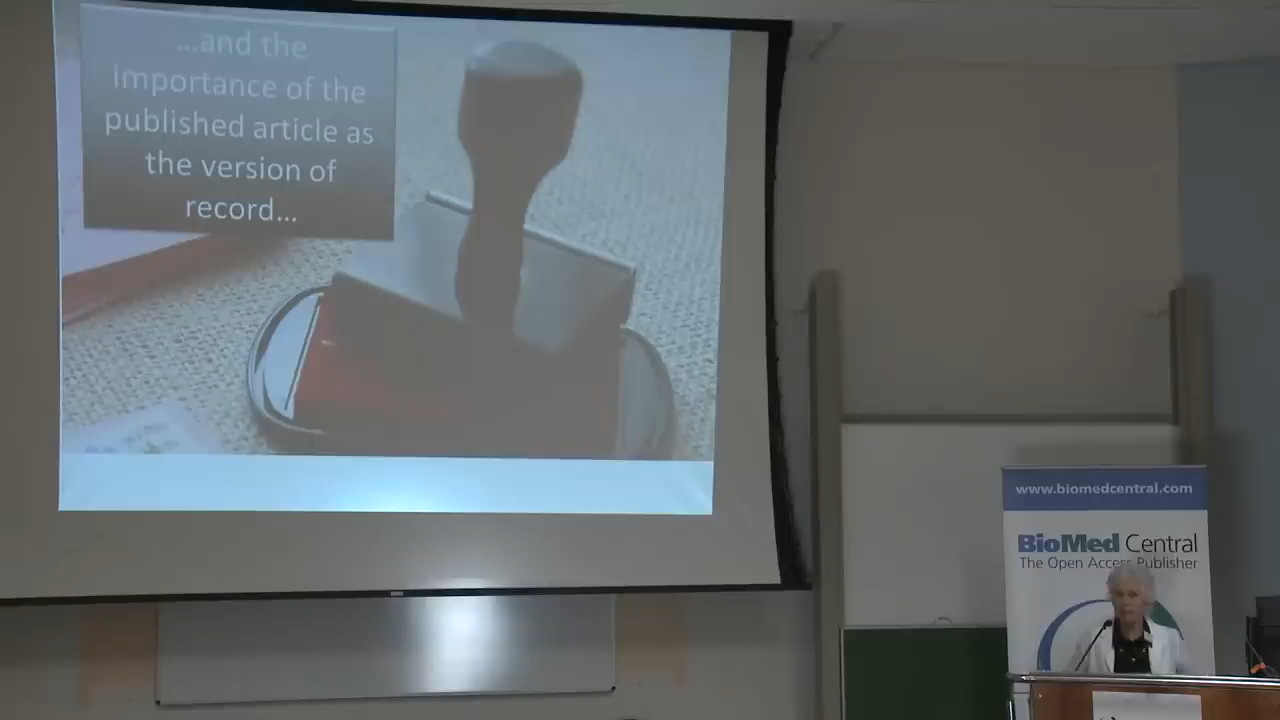 ...and the
importance of the
published article as
the version of
record...
www.biomedcentral.com
BioMed Central
The Open Access Publisher